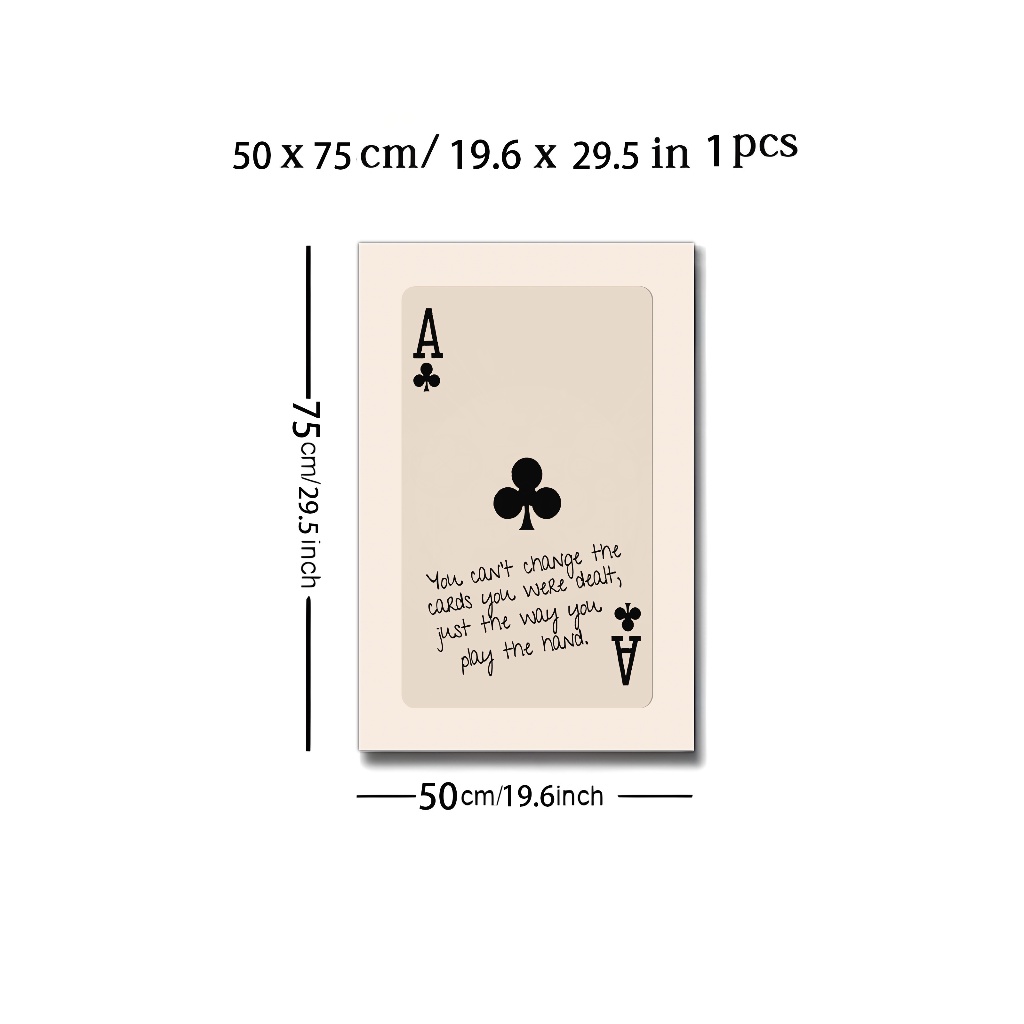 50 x 75 cm/ 19.6 x 29.5 in 1 pcs
75cm/29.5inch
A
You can't change the
cards you were dealt,
just the way you
play the hand.
A
50cm/19.6inch